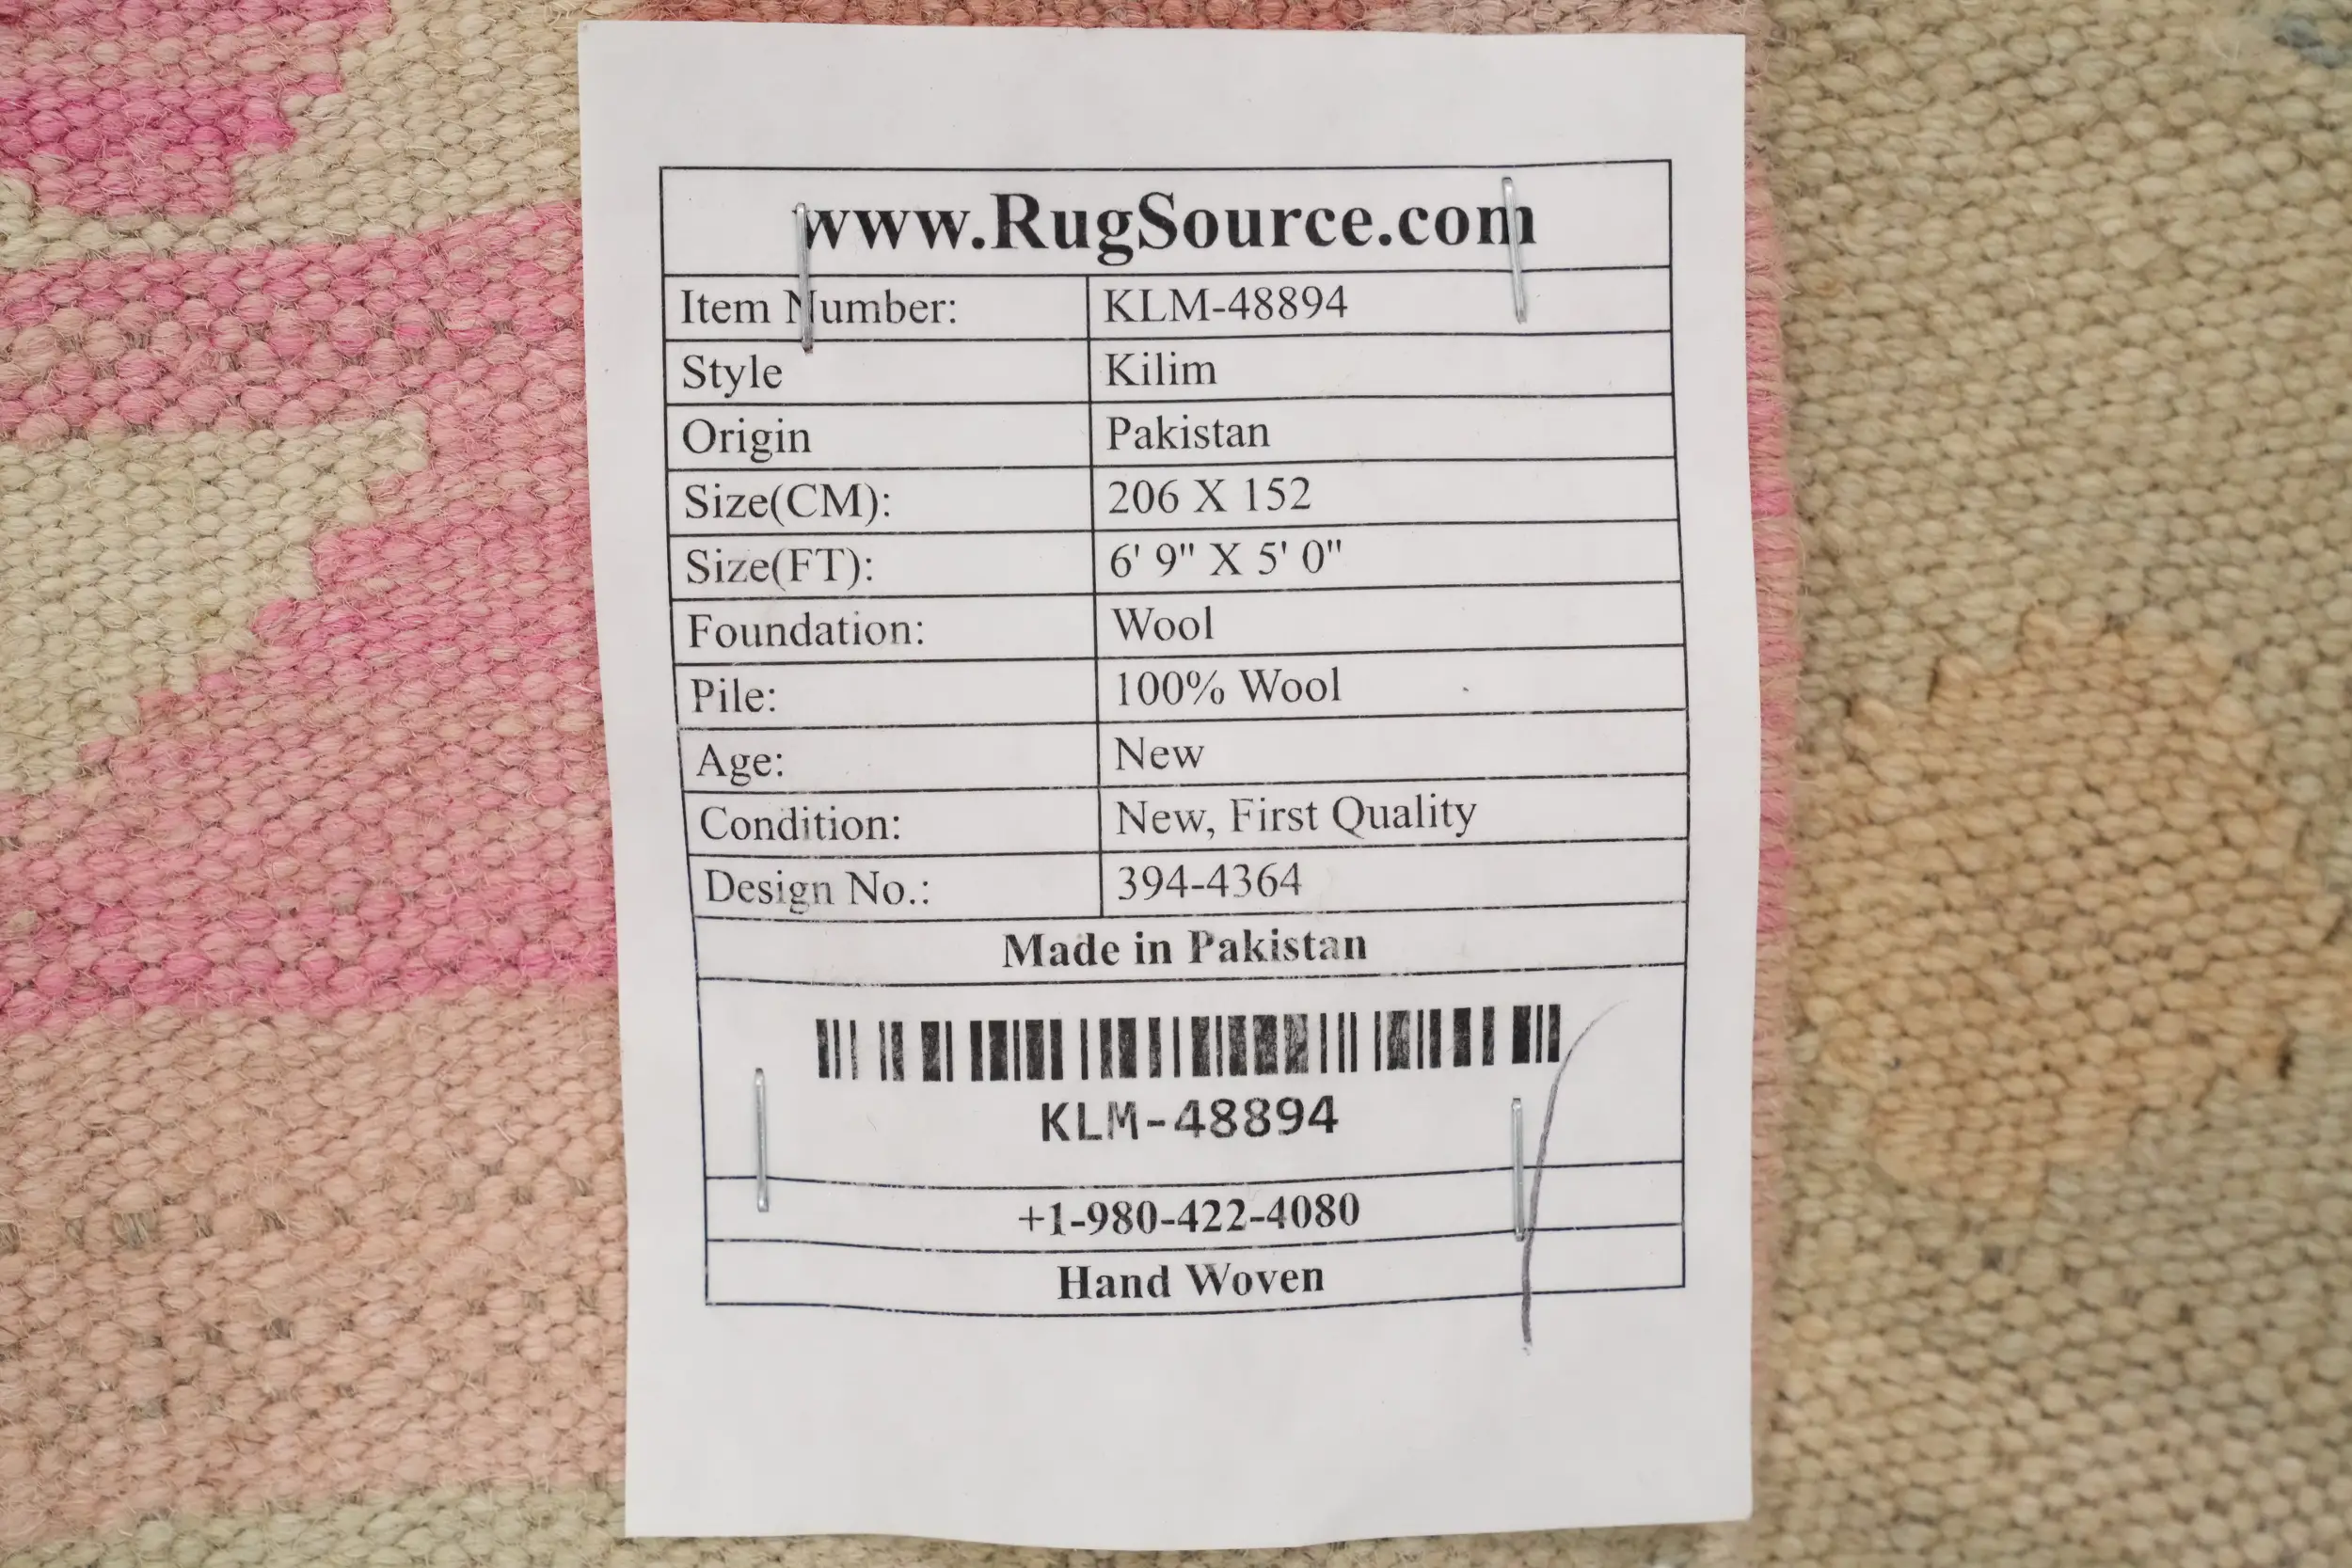 www.RugSource.com
Item Number: KLM-48894
Style Kilim
Origin Pakistan
Size(CM): 206 X 152
Size(FT): 6' 9" X 5' 0"
Foundation: Wool
Pile: 100% Wool
Age: New
Condition: New, First Quality
Design No.: 394-4364
Made in Pakistan
KLM-48894
+1-980-422-4080
Hand Woven